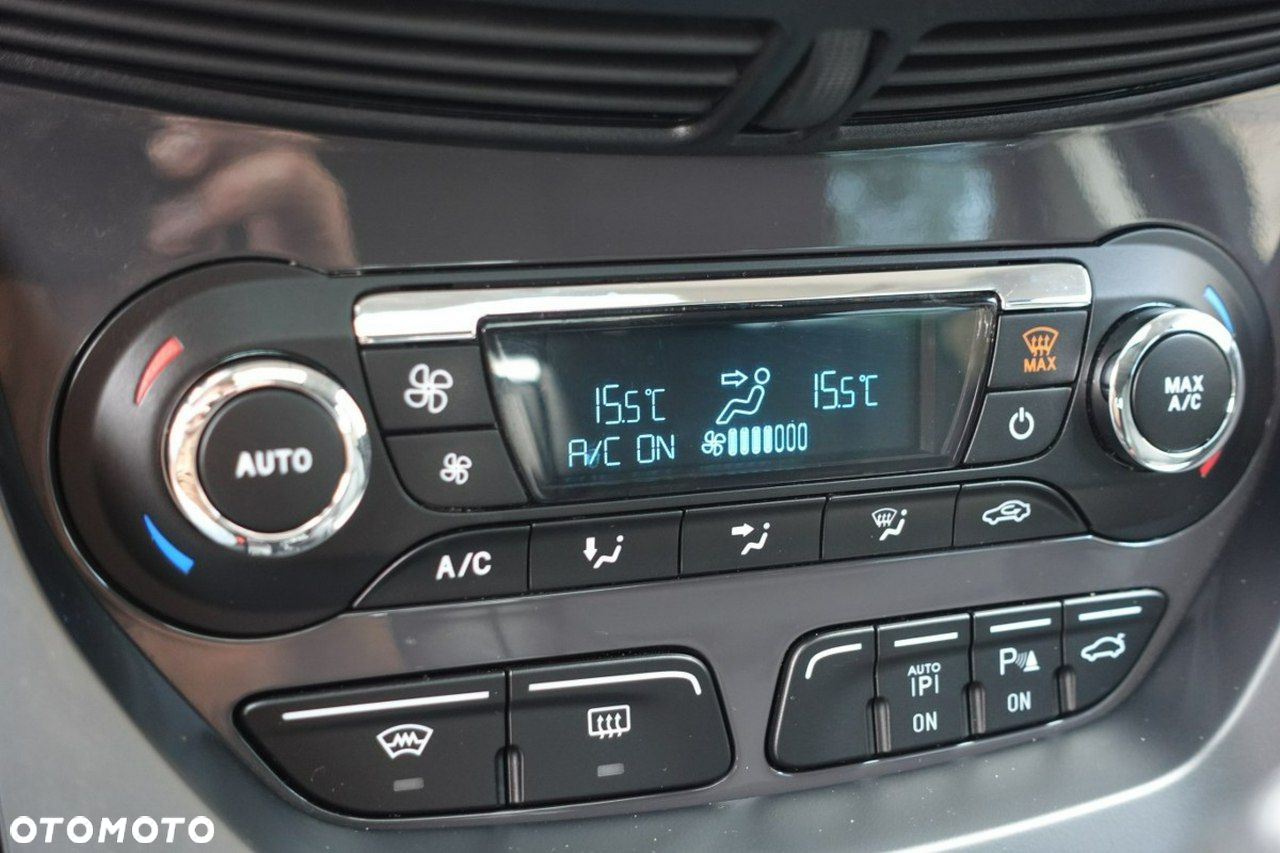 MAX
AUTO
15.5°C
15.5°C
A/C ON
MAX
A/C
A/C
AUTO
IPI
ON
P
ON
OTOMOTO